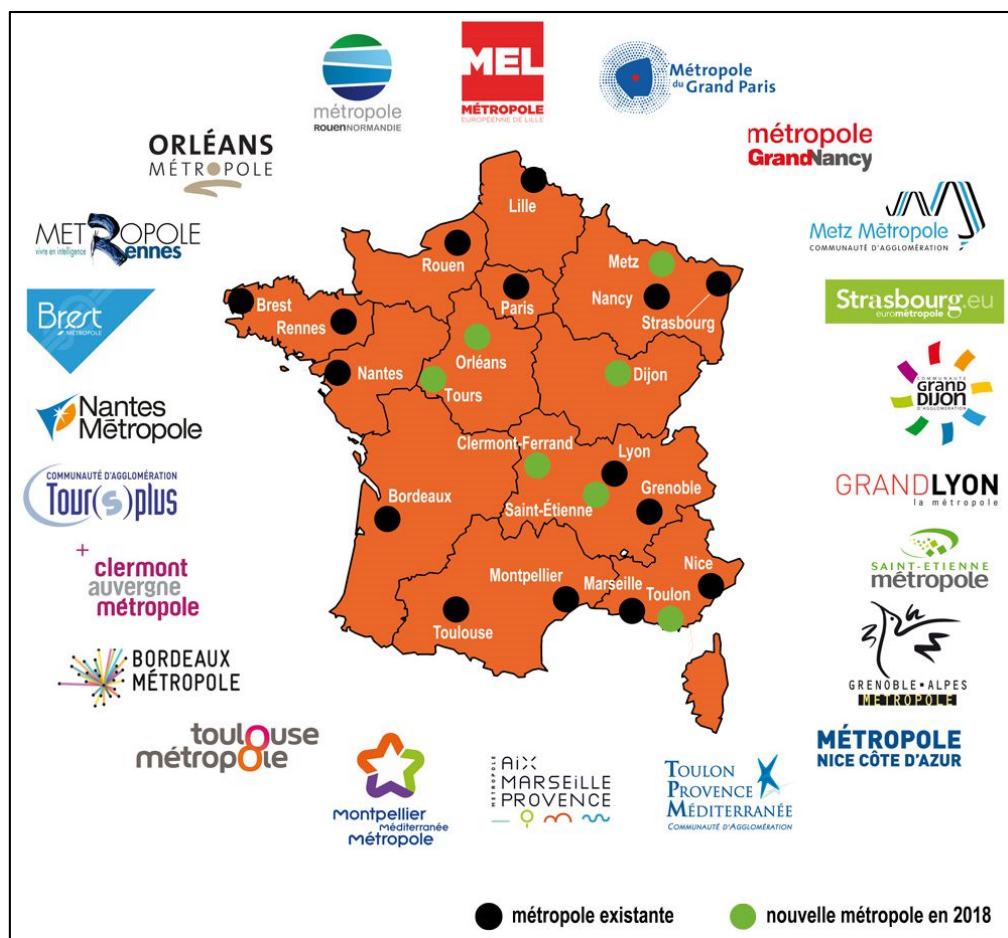 métropole
ROUENNORMANDIE
MEL
MÉTROPOLE
EUROPÉENNE DE LILLE
Métropole
du Grand Paris
ORLÉANS
MÉTROPOLE
métropole
GrandNancy
METROPOLE
vivre en intelligence
Rennes
Metz Métropole
COMMUNAUTÉ D'AGGLOMÉRATION
Brest
MÉTROPOLE
Strasbourg.eu
eurométropole
Nantes
Métropole
COMMUNAUTÉ
GRAND
DIJON
D'AGGLOMÉRATION
COMMUNAUTÉ D'AGGLOMÉRATION
Tour(s)plus
GRANDLYON
la métropole
+
clermont
auvergne
métropole
SAINT-ETIENNE
métropole
BORDEAUX
MÉTROPOLE
GRENOBLE-ALPES
MÉTROPOLE
toulouse
métropole
MÉTROPOLE
NICE CÔTE D'AZUR
montpellier
méditerranée
métropole
MÉTROPOLE
AiX
MARSEILLE
PROVENCE
TOULON
PROVENCE
MÉDITERRANÉE
COMMUNAUTÉ D'AGGLOMÉRATION
Lille
Rouen
Metz
Paris
Nancy
Strasbourg
Brest
Rennes
Orléans
Nantes
Tours
Dijon
Clermont-Ferrand
Lyon
Bordeaux
Saint-Étienne
Grenoble
Montpellier
Marseille
Nice
Toulon
Toulouse
métropole existante
nouvelle métropole en 2018